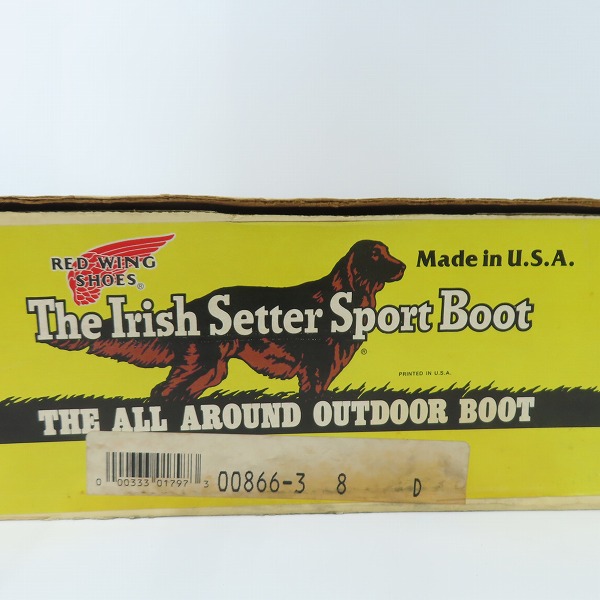 RED WING
SHOES®
Made in U.S.A.
The Irish Setter Sport Boot
®
PRINTED IN U.S.A.
THE ALL AROUND OUTDOOR BOOT
0 00333 01797 3 00866-3 8 D